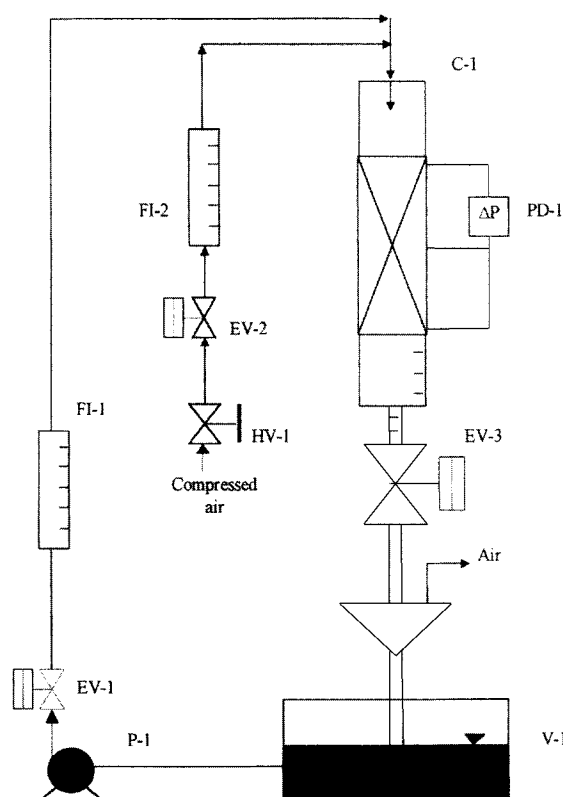 C-1
FI-2
ΔP
PD-1
EV-2
FI-1
HV-1
EV-3
Compressed
air
Air
EV-1
P-1
V-1